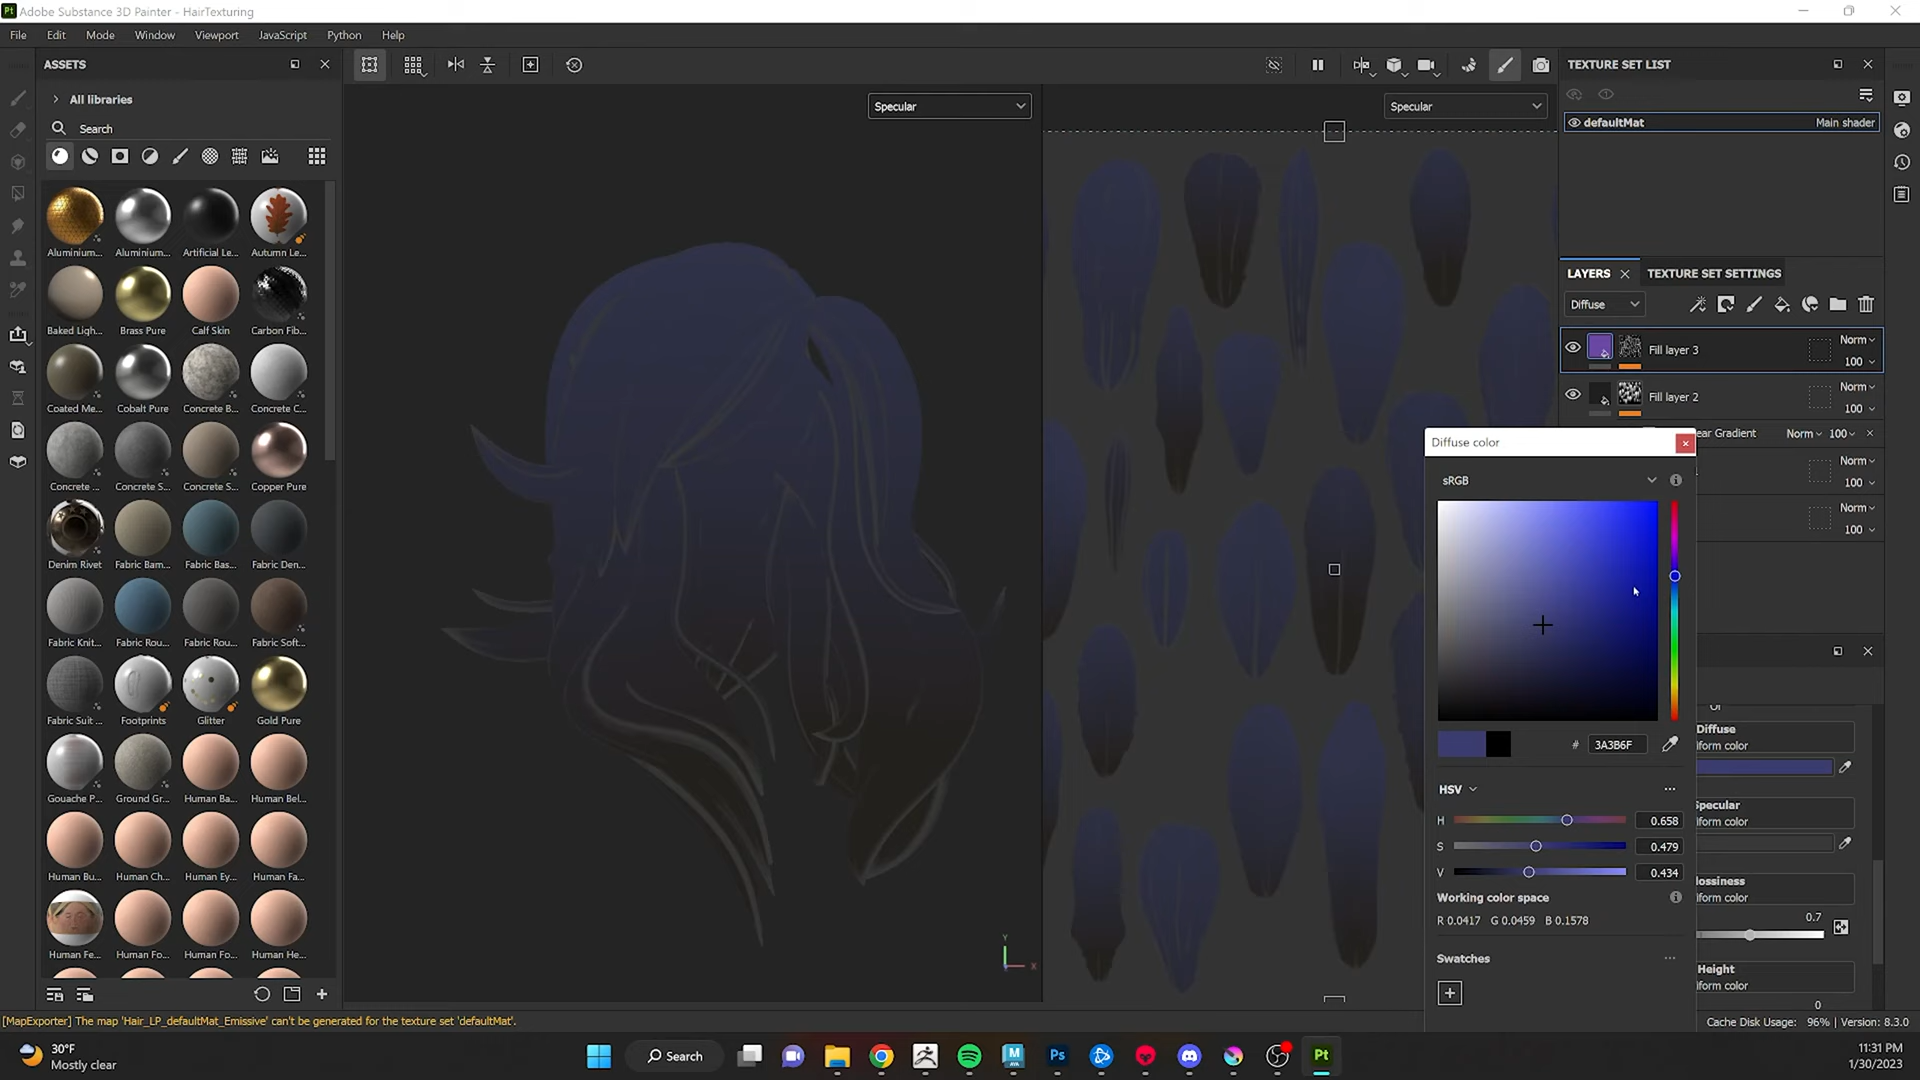 Pt Adobe Substance 3D Painter - HairTexturing
File Edit Mode Window Viewport JavaScript Python Help
ASSETS
All libraries
Search
Aluminium... Aluminium... Artificial Le... Autumn Le...
Baked Ligh... Brass Pure Calf Skin Carbon Fib...
Coated Me... Cobalt Pure Concrete B... Concrete C...
Concrete ... Concrete S... Concrete S... Copper Pure
Denim Rivet Fabric Bam... Fabric Bas... Fabric Den...
Fabric Knit... Fabric Rou... Fabric Rou... Fabric Soft...
Fabric Suit ... Footprints Glitter Gold Pure
Gouache P... Ground Gr... Human Ba... Human Bel...
Human Bu... Human Ch... Human Ey... Human Fa...
Human Fe... Human Fo... Human Fo... Human He...
Specular
Specular
Y
X
TEXTURE SET LIST
defaultMat Main shader
LAYERS TEXTURE SET SETTINGS
Diffuse
Fill layer 3 Norm 100
Fill layer 2 Norm 100
ear Gradient Norm 100
Norm
100
Norm
100
Diffuse color
sRGB
# 3A3B6F
HSV
H 0.658
S 0.479
V 0.434
Working color space
R 0.0417 G 0.0459 B 0.1578
Swatches
Or
Diffuse
iform color
Specular
iform color
lossiness
iform color
0.7
Height
iform color
0
[MapExporter] The map 'Hair_LP_defaultMat_Emissive' can't be generated for the texture set 'defaultMat'.
Cache Disk Usage: 96% | Version: 8.3.0
30°F
Mostly clear
Search
M
Ps
Pt
11:31 PM
1/30/2023